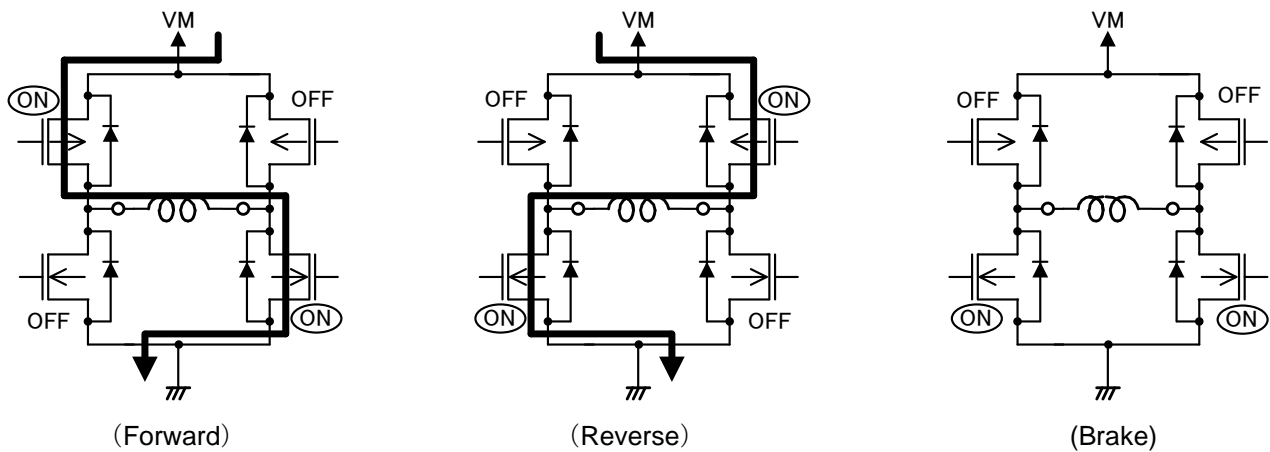 VM
ON
OFF
OFF
ON
（Forward）
VM
OFF
ON
ON
OFF
（Reverse）
VM
OFF
OFF
ON
ON
(Brake)